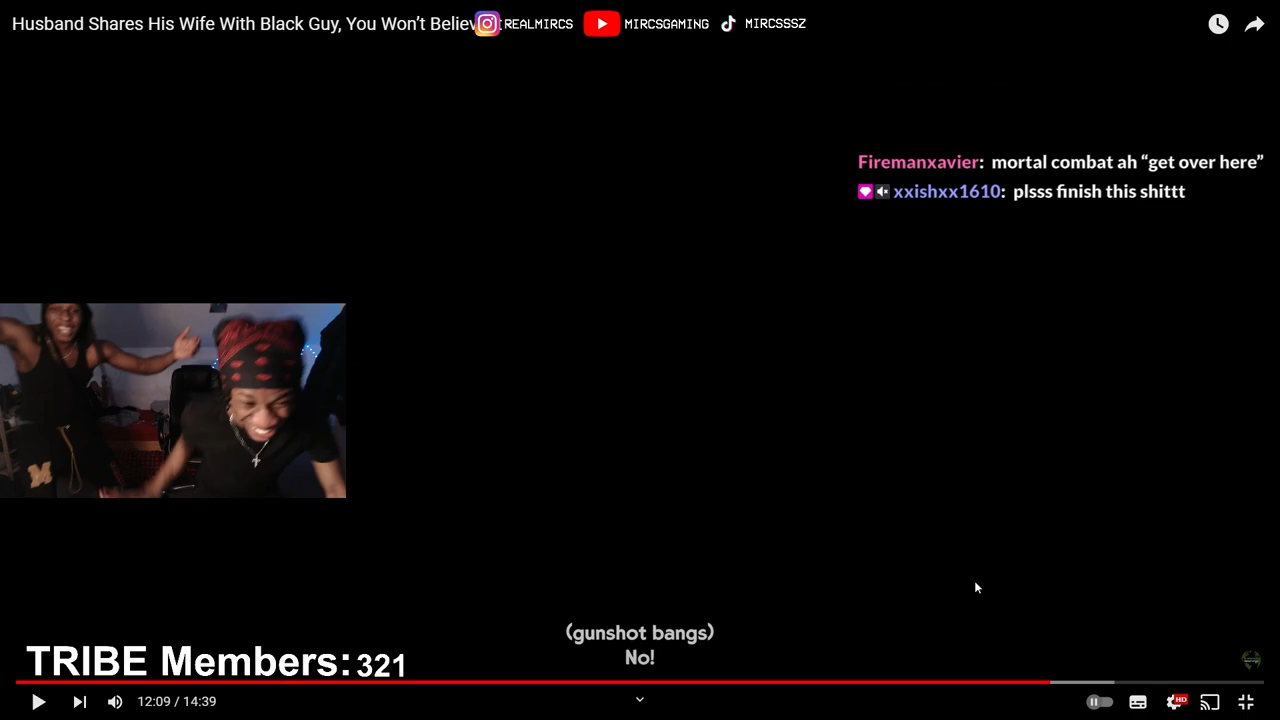 Husband Shares His Wife With Black Guy, You Won't Believ
REALMIRCS
MIRCSGAMING
MIRCSSSZ
Firemanxavier: mortal combat ah “get over here”
xxishxx1610: plsss finish this shittt
M
(gunshot bangs)
No!
TRIBE Members: 321
12:09 / 14:39
HD